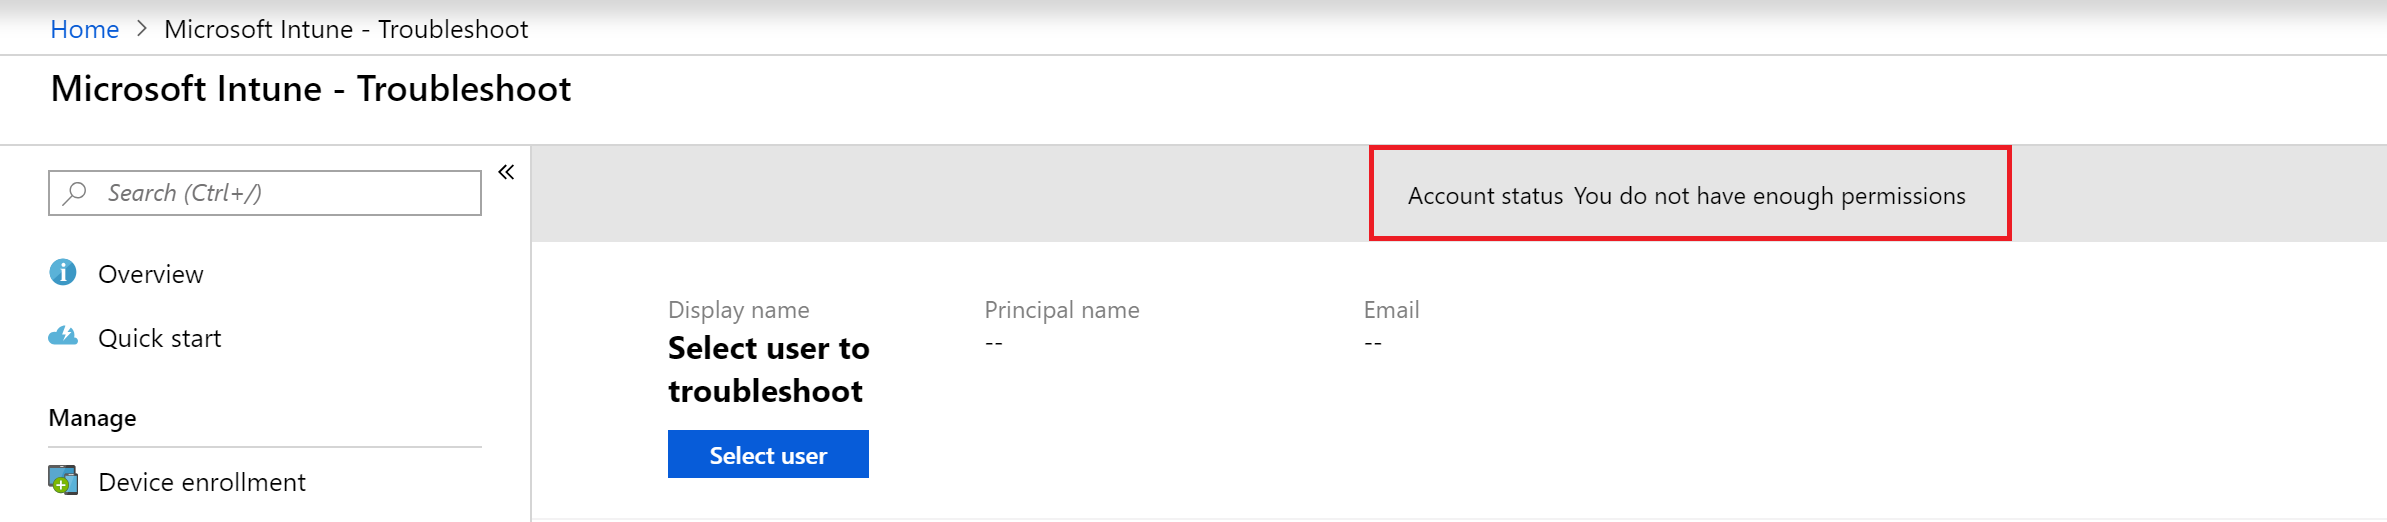 Home > Microsoft Intune - Troubleshoot
Microsoft Intune - Troubleshoot
Search (Ctrl+/)
«
Overview
Quick start
Manage
Device enrollment
Account status You do not have enough permissions
Display name
Select user to
troubleshoot
Select user
Principal name
--
Email
--